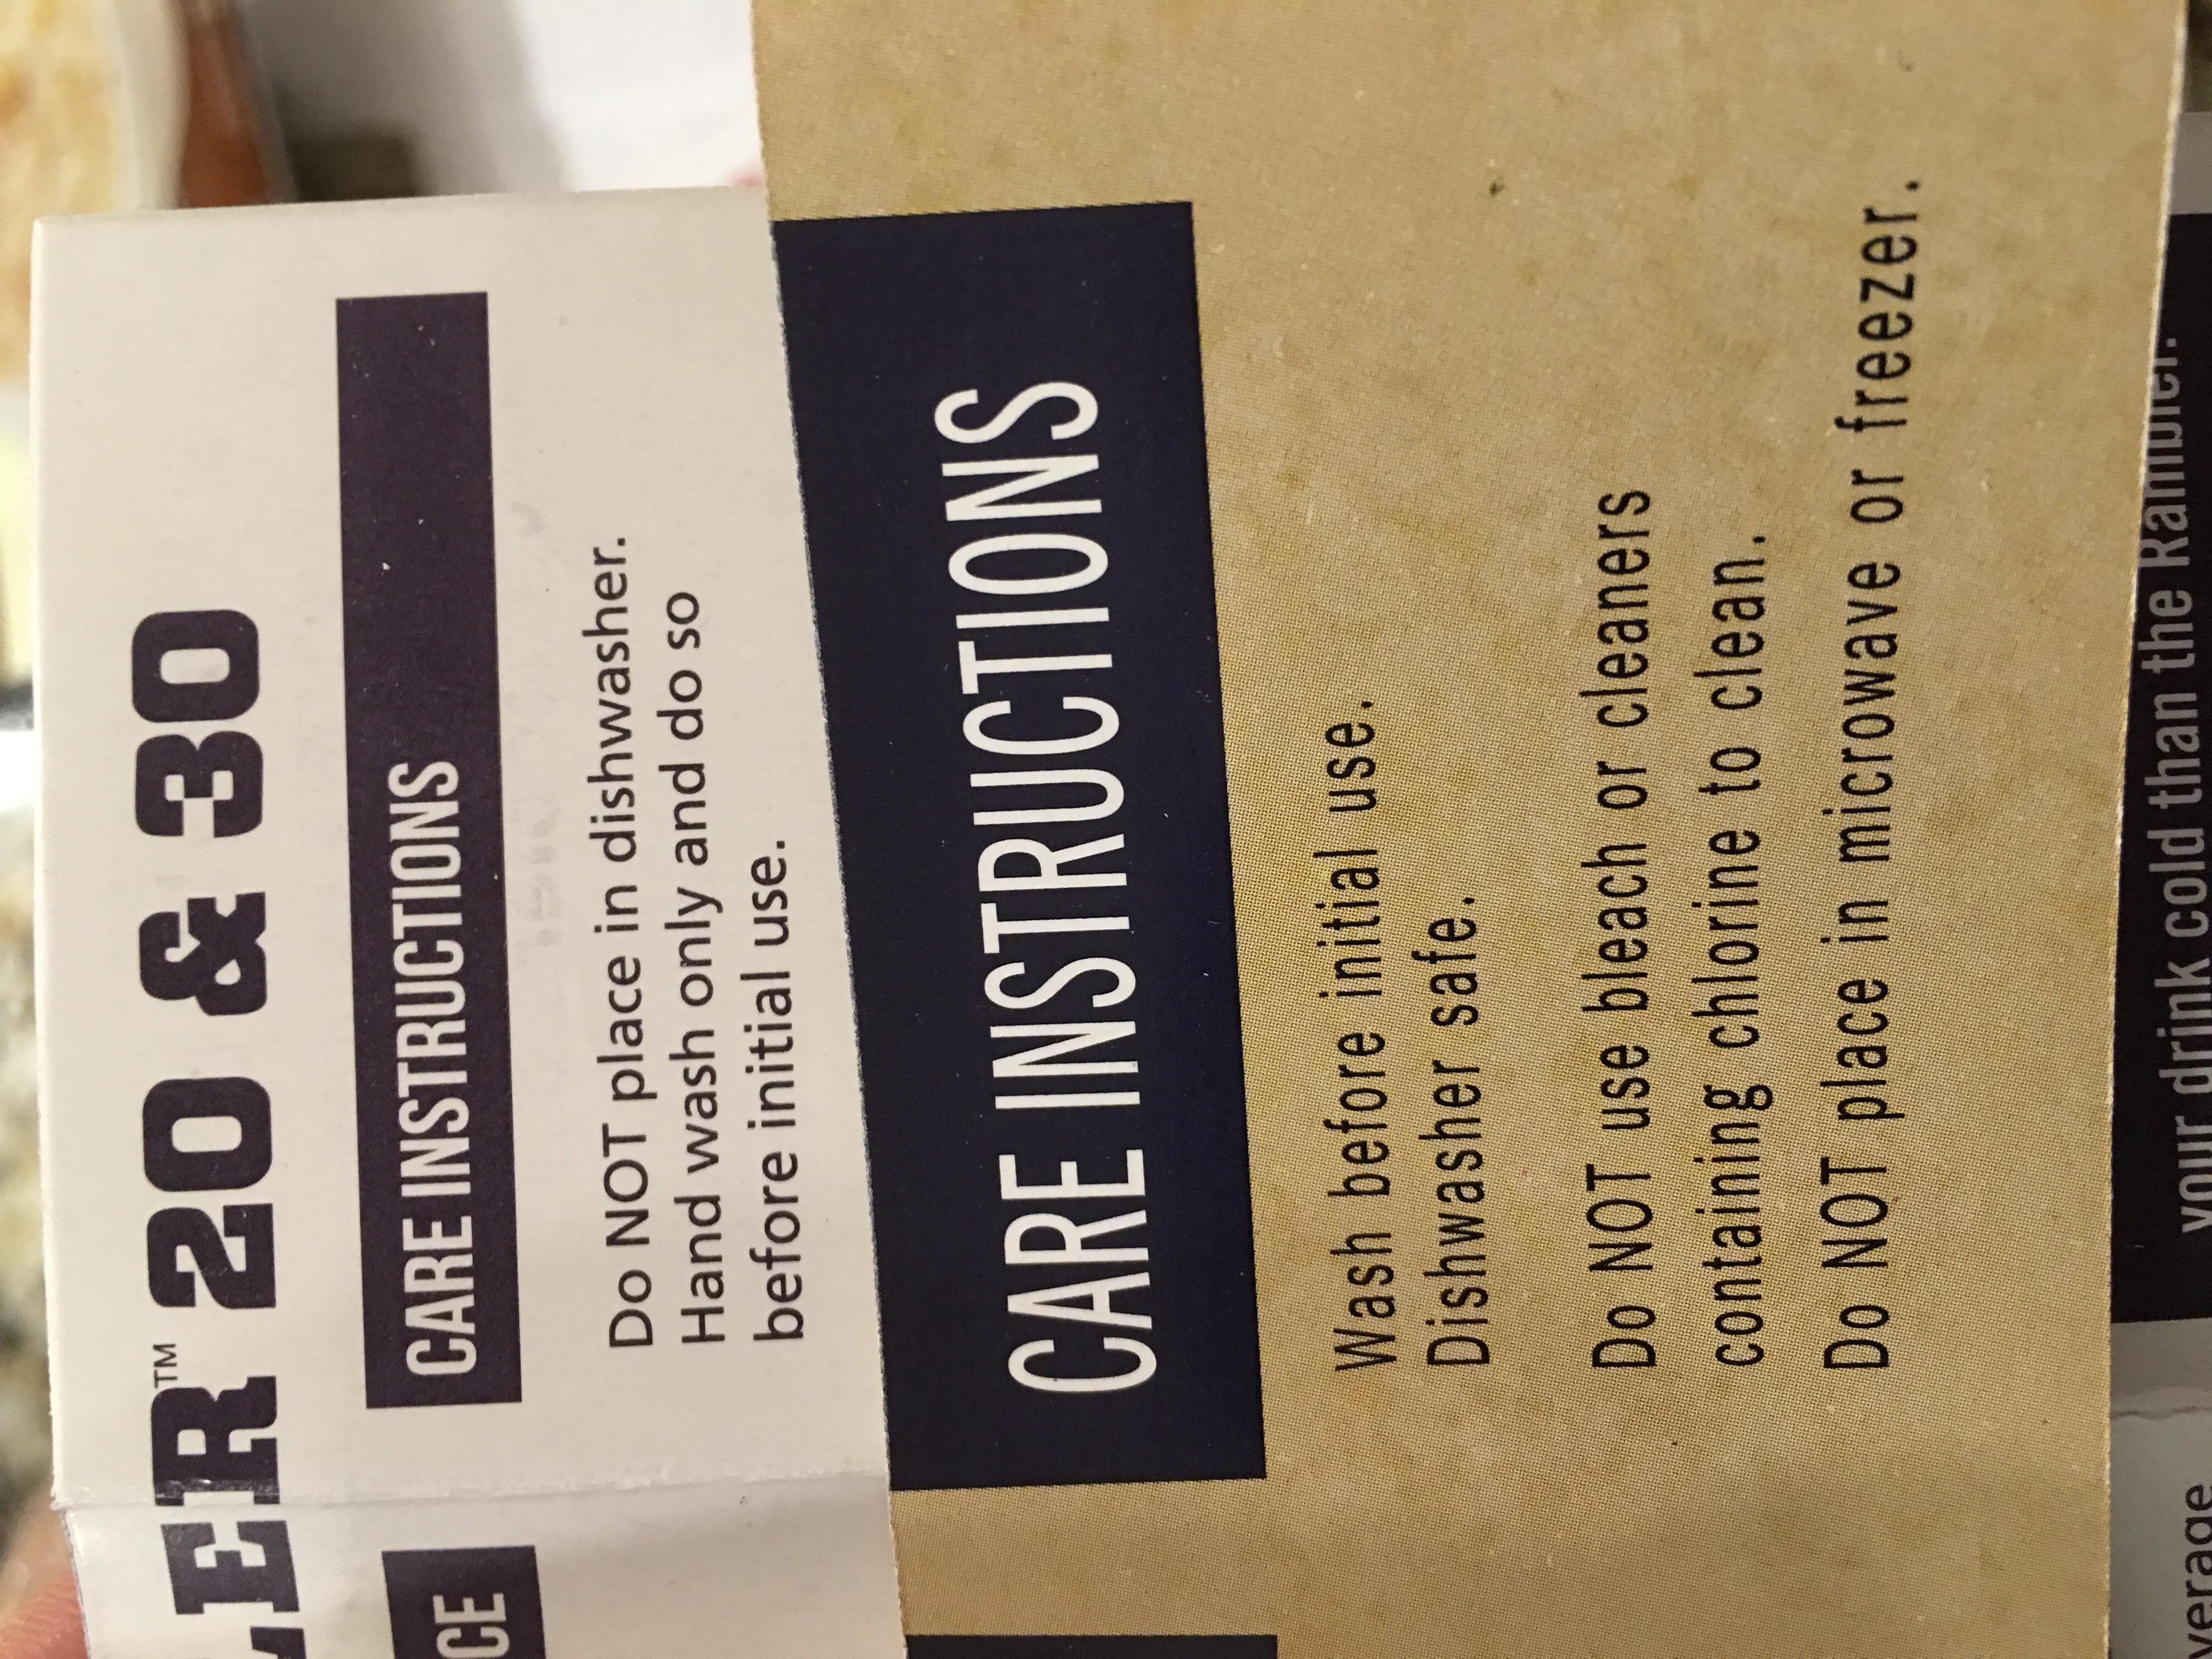 LER™ 20 & 30
CARE INSTRUCTIONS
Do NOT place in dishwasher.
Hand wash only and do so
before initial use.
CE
CARE INSTRUCTIONS
Wash before initial use.
Dishwasher safe.
Do NOT use bleach or cleaners
containing chlorine to clean.
Do NOT place in microwave or freezer.
your drink cold than the Rambler.
verage